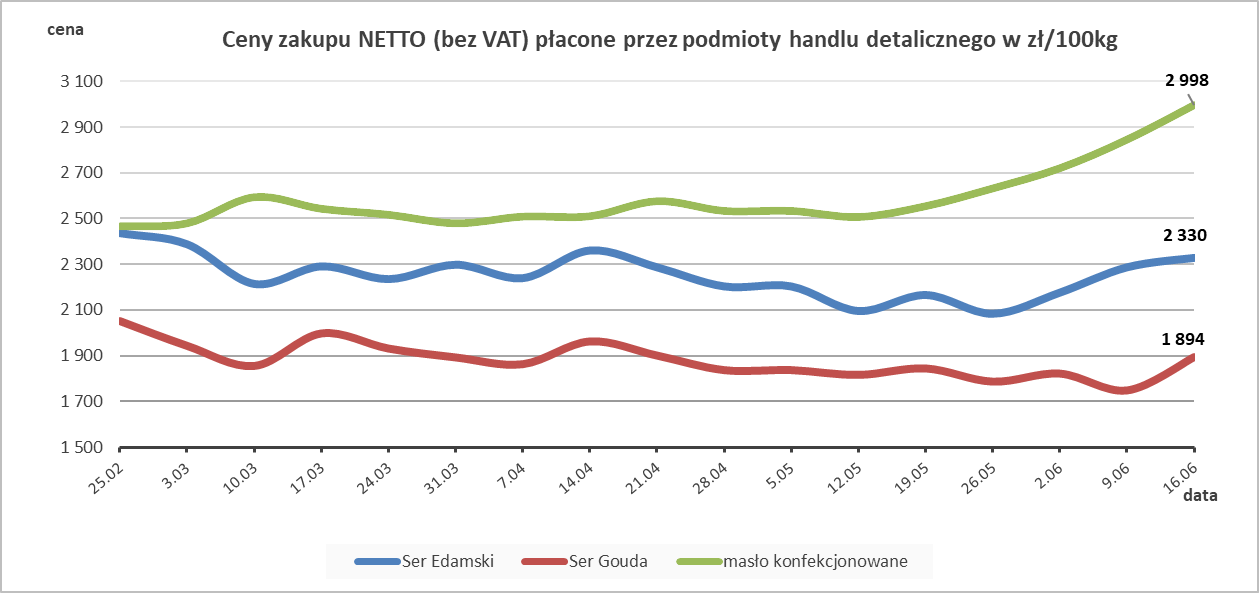 cena
Ceny zakupu NETTO (bez VAT) płacone przez podmioty handlu detalicznego w zł/100kg
3 100
2 998
2 900
2 700
2 500
2 330
2 300
2 100
1 894
1 900
1 700
1 500
25.02 3.03 10.03 17.03 24.03 31.03 7.04 14.04 21.04 28.04 5.05 12.05 19.05 26.05 2.06 9.06 16.06
data
Ser Edamski Ser Gouda masło konfekcjonowane